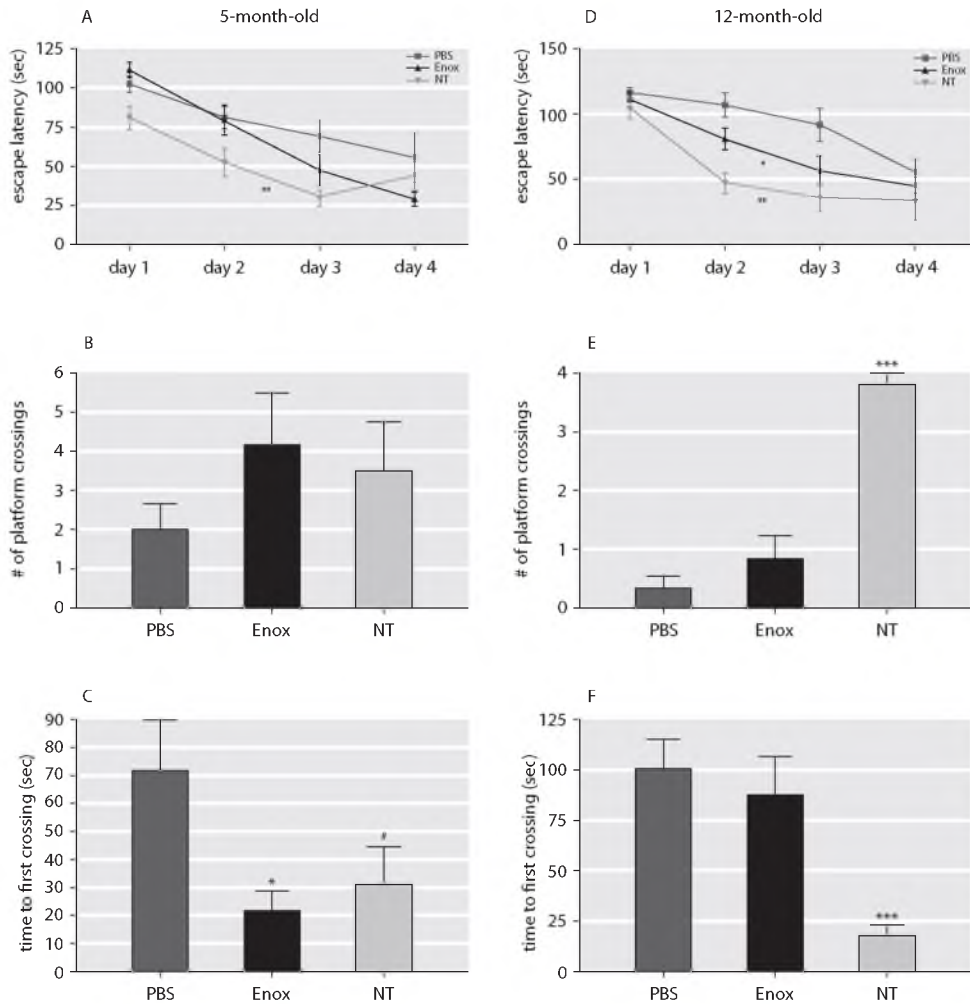 A 5-month-old
125
100
75
50
25
0
escape latency (sec)
PBS
Enox
NT
**
day 1 day 2 day 3 day 4
D 12-month-old
150
100
50
0
escape latency (sec)
PBS
Enox
NT
*
**
day 1 day 2 day 3 day 4
B
6
5
4
3
2
1
0
# of platform crossings
PBS Enox NT
E
4
3
2
1
0
# of platform crossings
***
PBS Enox NT
C
90
80
70
60
50
40
30
20
10
0
time to first crossing (sec)
*
#
PBS Enox NT
F
125
100
75
50
25
0
time to first crossing (sec)
***
PBS Enox NT